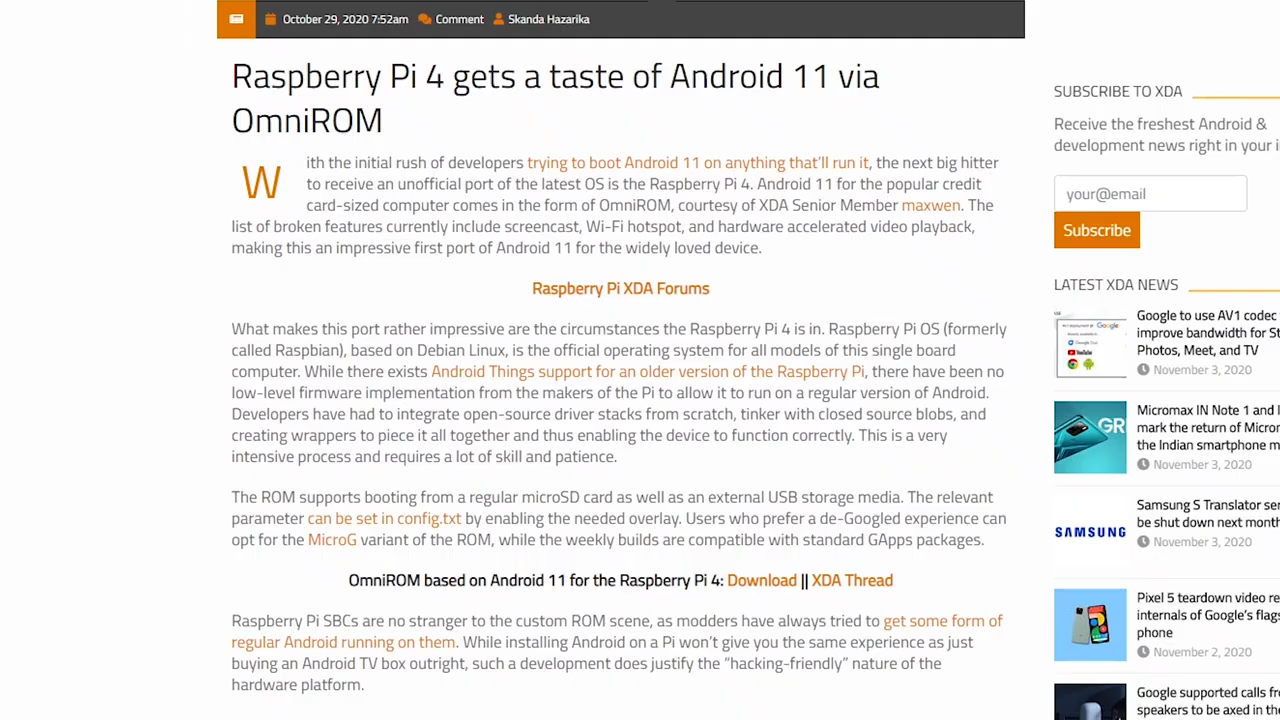 October 29, 2020 7:52am Comment Skanda Hazarika
Raspberry Pi 4 gets a taste of Android 11 via
OmniROM
With the initial rush of developers trying to boot Android 11 on anything that'll run it, the next big hitter
to receive an unofficial port of the latest OS is the Raspberry Pi 4. Android 11 for the popular credit
card-sized computer comes in the form of OmniROM, courtesy of XDA Senior Member maxwen. The
list of broken features currently include screencast, Wi-Fi hotspot, and hardware accelerated video playback,
making this an impressive first port of Android 11 for the widely loved device.
Raspberry Pi XDA Forums
What makes this port rather impressive are the circumstances the Raspberry Pi 4 is in. Raspberry Pi OS (formerly
called Raspbian), based on Debian Linux, is the official operating system for all models of this single board
computer. While there exists Android Things support for an older version of the Raspberry Pi, there have been no
low-level firmware implementation from the makers of the Pi to allow it to run on a regular version of Android.
Developers have had to integrate open-source driver stacks from scratch, tinker with closed source blobs, and
creating wrappers to piece it all together and thus enabling the device to function correctly. This is a very
intensive process and requires a lot of skill and patience.
The ROM supports booting from a regular microSD card as well as an external USB storage media. The relevant
parameter can be set in config.txt by enabling the needed overlay. Users who prefer a de-Googled experience can
opt for the MicroG variant of the ROM, while the weekly builds are compatible with standard GApps packages.
OmniROM based on Android 11 for the Raspberry Pi 4: Download || XDA Thread
Raspberry Pi SBCs are no stranger to the custom ROM scene, as modders have always tried to get some form of
regular Android running on them. While installing Android on a Pi won't give you the same experience as just
buying an Android TV box outright, such a development does justify the "hacking-friendly" nature of the
hardware platform.
SUBSCRIBE TO XDA
Receive the freshest Android &
development news right in your i
your@email
Subscribe
LATEST XDA NEWS
Google to use AV1 codec
improve bandwidth for S
Photos, Meet, and TV
November 3, 2020
Micromax IN Note 1 and I
mark the return of Micro
the Indian smartphone m
November 3, 2020
SAMSUNG
Samsung S Translator se
be shut down next mont
November 3, 2020
Pixel 5 teardown video re
internals of Google's flags
phone
November 2, 2020
Google supported calls fr
speakers to be axed in the